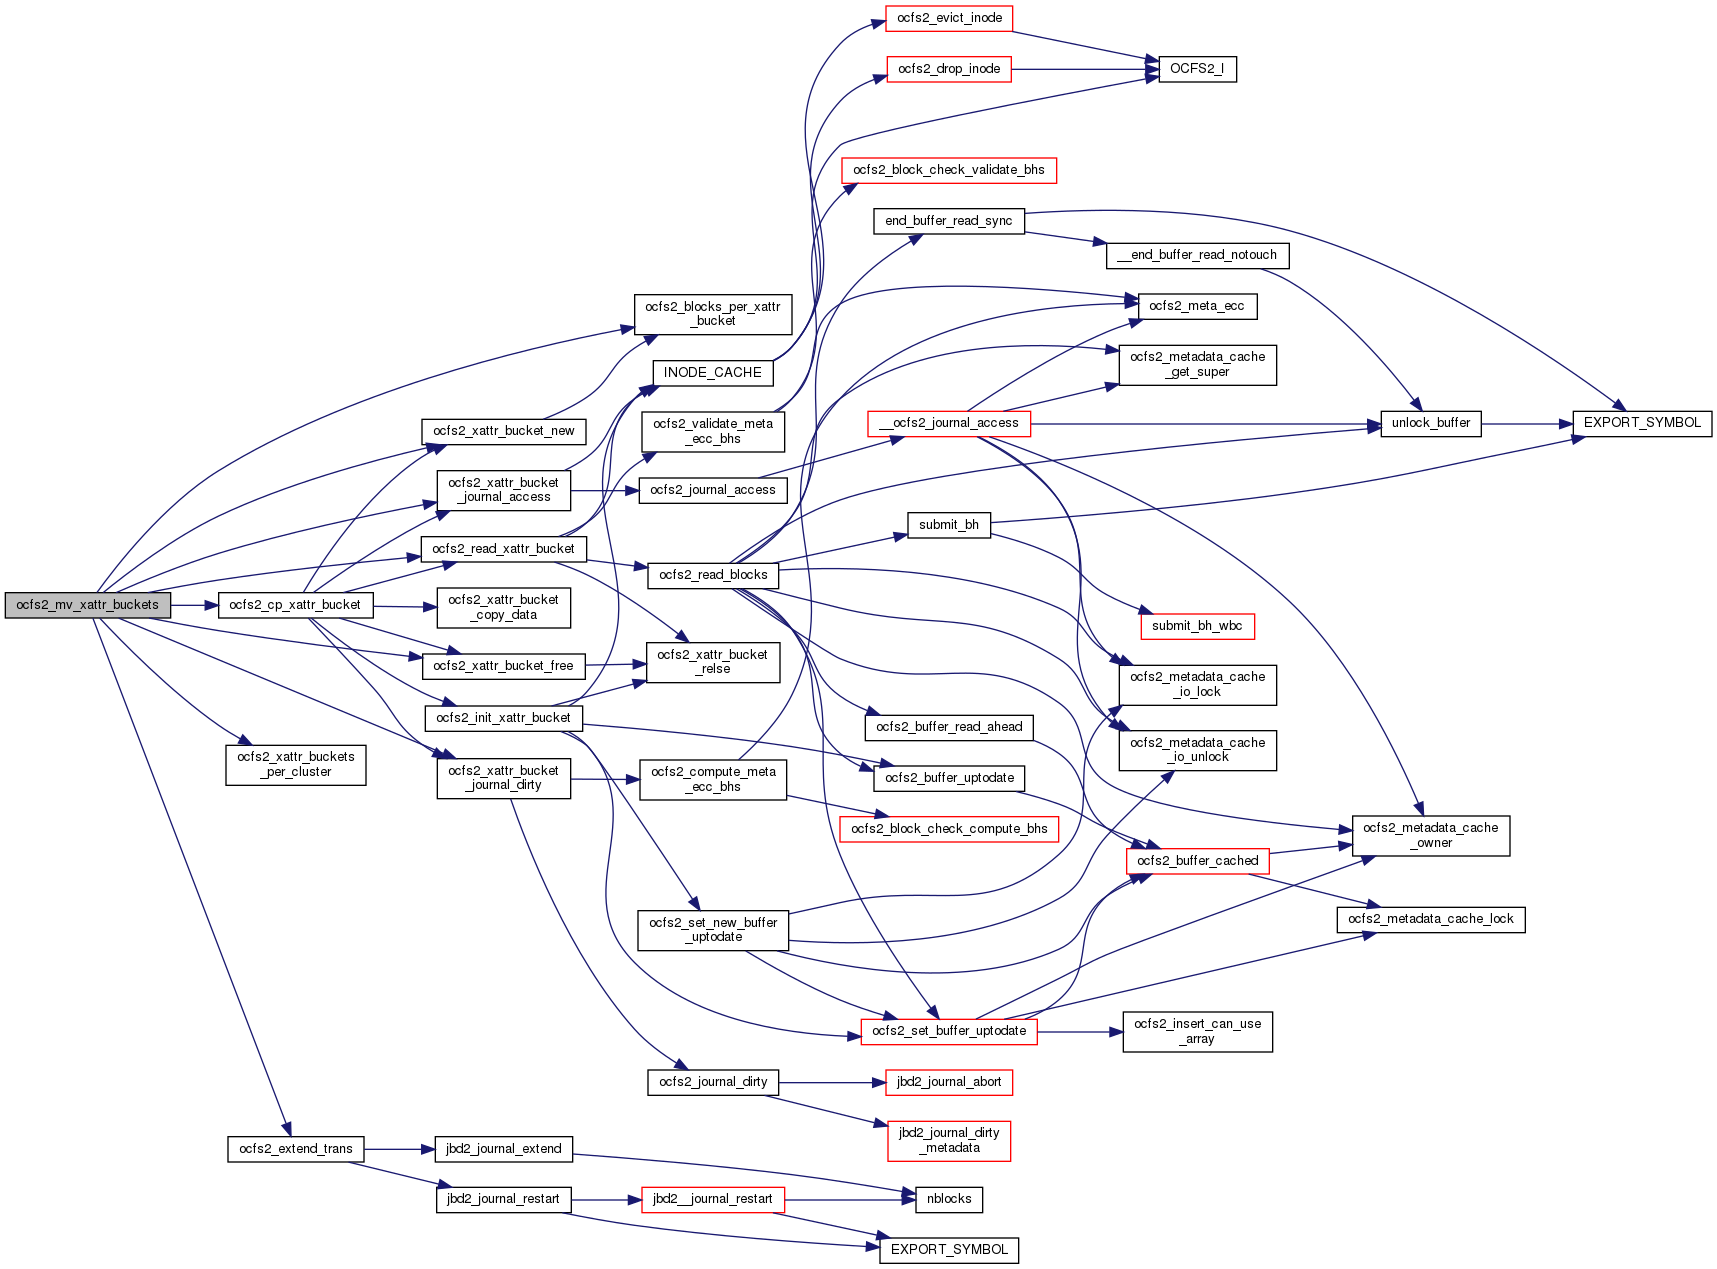 ocfs2_evict_inode
ocfs2_drop_inode
OCFS2_I
ocfs2_block_check_validate_bhs
end_buffer_read_sync
__end_buffer_read_notouch
ocfs2_blocks_per_xattr
_bucket
ocfs2_meta_ecc
INODE_CACHE
ocfs2_metadata_cache
_get_super
ocfs2_xattr_bucket_new
ocfs2_validate_meta
_ecc_bhs
__ocfs2_journal_access
unlock_buffer
EXPORT_SYMBOL
ocfs2_xattr_bucket
_journal_access
ocfs2_journal_access
submit_bh
ocfs2_read_xattr_bucket
ocfs2_read_blocks
ocfs2_mv_xattr_buckets
ocfs2_cp_xattr_bucket
ocfs2_xattr_bucket
_copy_data
submit_bh_wbc
ocfs2_xattr_bucket_free
ocfs2_xattr_bucket
_relse
ocfs2_metadata_cache
_io_lock
ocfs2_init_xattr_bucket
ocfs2_buffer_read_ahead
ocfs2_metadata_cache
_io_unlock
ocfs2_xattr_buckets
_per_cluster
ocfs2_xattr_bucket
_journal_dirty
ocfs2_compute_meta
_ecc_bhs
ocfs2_buffer_uptodate
ocfs2_block_check_compute_bhs
ocfs2_metadata_cache
_owner
ocfs2_buffer_cached
ocfs2_set_new_buffer
_uptodate
ocfs2_metadata_cache_lock
ocfs2_set_buffer_uptodate
ocfs2_insert_can_use
_array
ocfs2_journal_dirty
jbd2_journal_abort
jbd2_journal_dirty
_metadata
ocfs2_extend_trans
jbd2_journal_extend
jbd2_journal_restart
jbd2__journal_restart
nblocks
EXPORT_SYMBOL